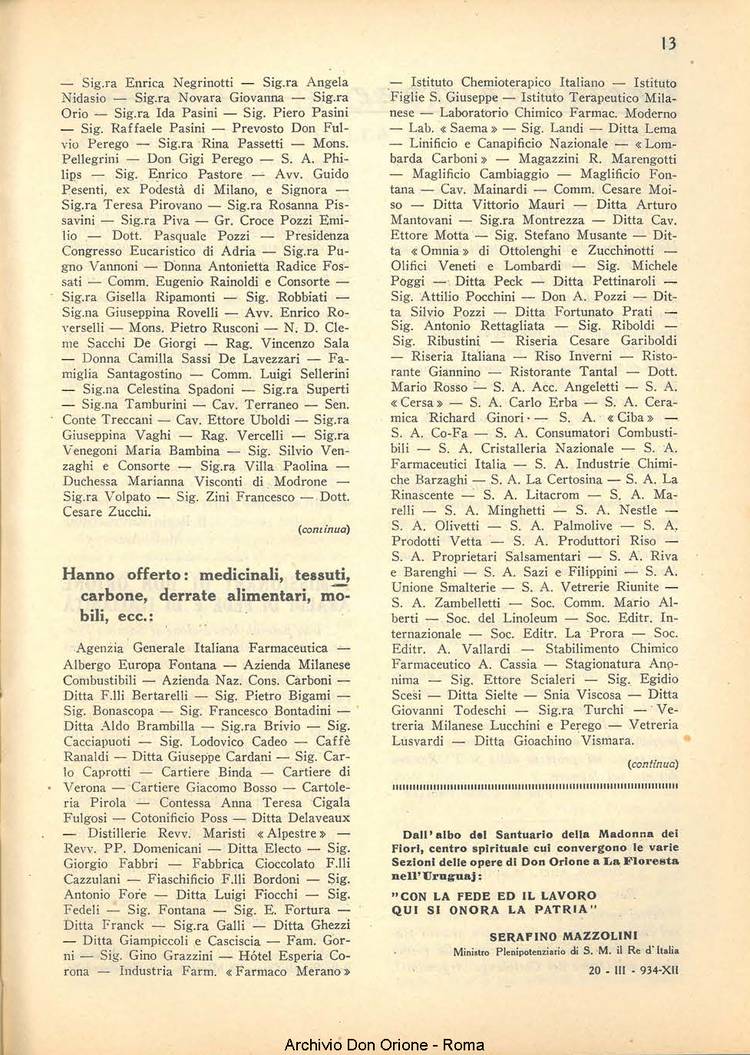 13
— Sig.ra Enrica Negrinotti — Sig.ra Angela
Nidasio — Sig.ra Novara Giovanna — Sig.ra
Orio — Sig.ra Ida Pasini — Sig. Piero Pasini
— Sig. Raffaele Pasini — Prevosto Don Ful-
vio Perego — Sig.ra Rina Passetti — Mons.
Pellegrini — Don Gigi Perego — S. A. Phi-
lips — Sig. Enrico Pastore — Avv. Guido
Pesenti, ex Podestà di Milano, e Signora —
Sig.ra Teresa Pirovano — Sig.ra Rosanna Pis-
savini — Sig.ra Piva — Gr. Croce Pozzi Emi-
lio — Dott. Pasquale Pozzi — Presidenza
Congresso Eucaristico di Adria — Sig.ra Pu-
gno Vannoni — Donna Antonietta Radice Fos-
sati — Comm. Eugenio Rainoldi e Consorte —
Sig.ra Gisella Ripamonti — Sig. Robbiati —
Sig.na Giuseppina Rovelli — Avv. Enrico Ro-
verselli — Mons. Pietro Rusconi — N. D. Cle-
me Sacchi De Giorgi — Rag. Vincenzo Sala
— Donna Camilla Sassi De Lavezzari — Fa-
miglia Santagostino — Comm. Luigi Sellerini
— Sig.na Celestina Spadoni — Sig.ra Superti
— Sig.na Tamburini — Cav. Terraneo — Sen.
Conte Treccani — Cav. Ettore Uboldi — Sig.ra
Giuseppina Vaghi — Rag. Vercelli — Sig.ra
Venegoni Maria Bambina — Sig. Silvio Ven-
zaghi e Consorte — Sig.ra Villa Paolina —
Duchessa Marianna Visconti di Modrone —
Sig.ra Volpato — Sig. Zini Francesco — Dott.
Cesare Zucchi.
(continua)
Hanno offerto: medicinali, tessuti,
carbone, derrate alimentari, mo-
bili, ecc.:
Agenzia Generale Italiana Farmaceutica —
Albergo Europa Fontana — Azienda Milanese
Combustibili — Azienda Naz. Cons. Carboni —
Ditta F.lli Bertarelli — Sig. Pietro Bigami —
Sig. Bonascopa — Sig. Francesco Bontadini —
Ditta Aldo Brambilla — Sig.ra Brivio — Sig.
Cacciapuoti — Sig. Lodovico Cadeo — Caffè
Ranaldi — Ditta Giuseppe Cardani — Sig. Car-
lo Caprotti — Cartiere Binda — Cartiere di
Verona — Cartiere Giacomo Bosso — Cartole-
ria Pirola — Contessa Anna Teresa Cigala
Fulgosi — Cotonificio Poss — Ditta Delaveaux
— Distillerie Revv. Maristi «Alpestre» —
Revv. PP. Domenicani — Ditta Electo — Sig.
Giorgio Fabbri — Fabbrica Cioccolato F.lli
Cazzulani — Fiaschificio F.lli Bordoni — Sig.
Antonio Fore — Ditta Luigi Fiocchi — Sig.
Fedeli — Sig. Fontana — Sig. E. Fortura —
Ditta Franck — Sig.ra Galli — Ditta Ghezzi
— Ditta Giampiccoli e Casciscia — Fam. Gor-
ni — Sig. Gino Grazzini — Hôtel Esperia Co-
rona — Industria Farm. «Farmaco Merano»
— Istituto Chemioterapico Italiano — Istituto
Figlie S. Giuseppe — Istituto Terapeutico Mila-
nese — Laboratorio Chimico Farmac. Moderno
— Lab. «Saema» — Sig. Landi — Ditta Lema
— Linificio e Canapificio Nazionale — «Lom-
barda Carboni» — Magazzini R. Marengotti
— Maglificio Cambiaggio — Maglificio Fon-
tana — Cav. Mainardi — Comm. Cesare Moi-
so — Ditta Vittorio Mauri — Ditta Arturo
Mantovani — Sig.ra Montrezza — Ditta Cav.
Ettore Motta — Sig. Stefano Musante — Dit-
ta «Omnia» di Ottolenghi e Zucchinotti —
Olifici Veneti e Lombardi — Sig. Michele
Poggi — Ditta Peck — Ditta Pettinaroli —
Sig. Attilio Pocchini — Don A. Pozzi — Dit-
ta Silvio Pozzi — Ditta Fortunato Prati —
Sig. Antonio Rettagliata — Sig. Riboldi —
Sig. Ribustini — Riseria Cesare Gariboldi
— Riseria Italiana — Riso Inverni — Risto-
rante Giannino — Ristorante Tantal — Dott.
Mario Rosso — S. A. Acc. Angeletti — S. A.
«Cersa» — S. A. Carlo Erba — S. A. Cera-
mica Richard Ginori — S. A. «Ciba» —
S. A. Co-Fa — S. A. Consumatori Combusti-
bili — S. A. Cristalleria Nazionale — S. A.
Farmaceutici Italia — S. A. Industrie Chimi-
che Barzaghi — S. A. La Certosina — S. A. La
Rinascente — S. A. Litacrom — S. A. Ma-
relli — S. A. Minghetti — S. A. Nestle —
S. A. Olivetti — S. A. Palmolive — S. A.
Prodotti Vetta — S. A. Produttori Riso —
S. A. Proprietari Salsamentari — S. A. Riva
e Barenghi — S. A. Sazi e Filippini — S. A.
Unione Smalterie — S. A. Vetrerie Riunite —
S. A. Zambelletti — Soc. Comm. Mario Al-
berti — Soc. del Linoleum — Soc. Editr. In-
ternazionale — Soc. Editr. La Prora — Soc.
Editr. A. Vallardi — Stabilimento Chimico
Farmaceutico A. Cassia — Stagionatura Ano-
nima — Sig. Ettore Scialeri — Sig. Egidio
Scesi — Ditta Sielte — Snia Viscosa — Ditta
Giovanni Todeschi — Sig.ra Turchi — Ve-
treria Milanese Lucchini e Perego — Vetreria
Lusvardi — Ditta Gioachino Vismara.
(continua)
Dall'albo del Santuario della Madonna dei
Fiori, centro spirituale cui convergono le varie
Sezioni delle opere di Don Orione a La Floresta
nell'Uruguaj:
"CON LA FEDE ED IL LAVORO
QUI SI ONORA LA PATRIA"
SERAFINO MAZZOLINI
Ministro Plenipotenziario di S. M. il Re d'Italia
20 - III - 934-XII
Archivio Don Orione - Roma